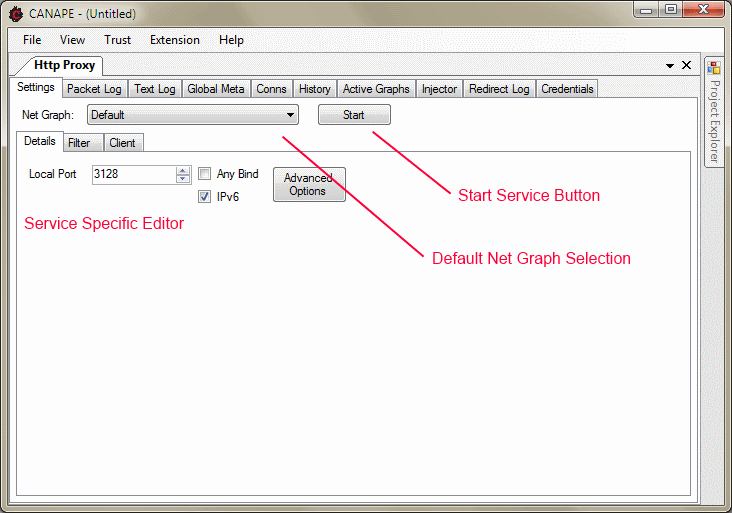 CANAPE - (Untitled)
File View Trust Extension Help
Http Proxy
Settings Packet Log Text Log Global Meta Conns History Active Graphs Injector Redirect Log Credentials
Net Graph: Default Start
Details Filter Client
Local Port 3128 Any Bind
Advanced
Options
IPv6
Start Service Button
Service Specific Editor
Default Net Graph Selection
Project Explorer